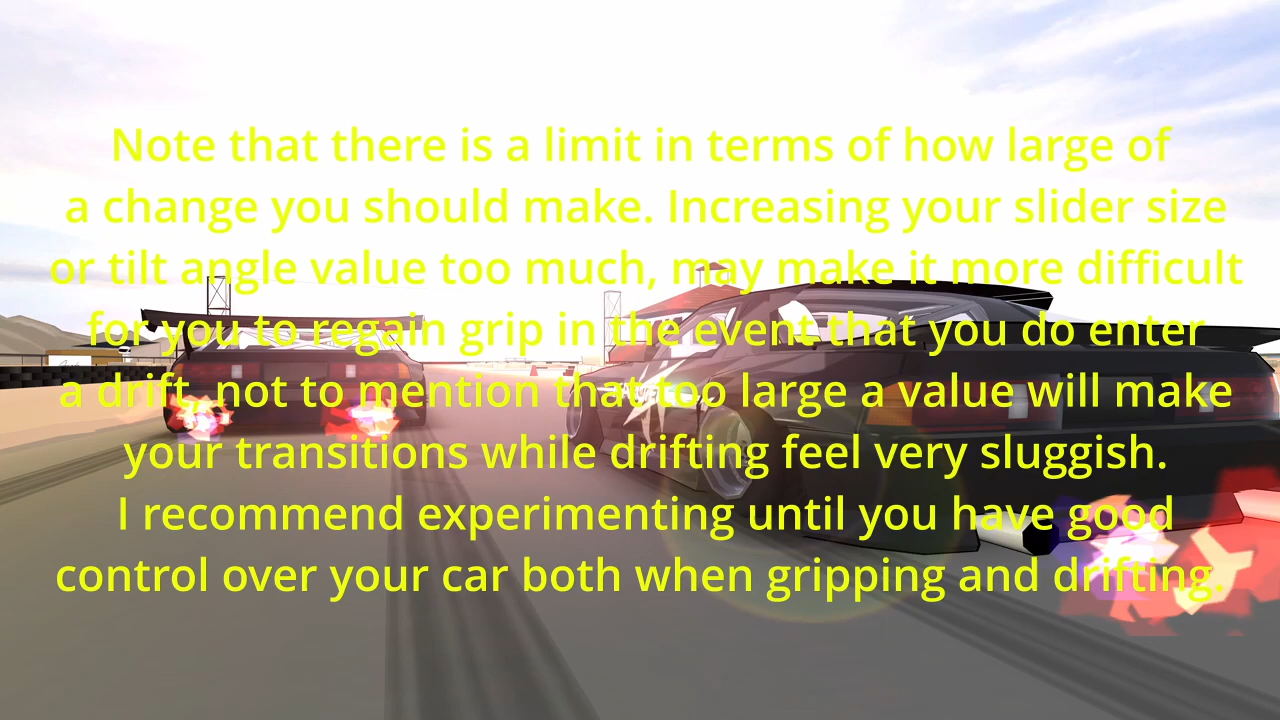 Note that there is a limit in terms of how large of
a change you should make. Increasing your slider size
or tilt angle value too much, may make it more difficult
for you to regain grip in the event that you do enter
a drift, not to mention that too large a value will make
your transitions while drifting feel very sluggish.
I recommend experimenting until you have good
control over your car both when gripping and drifting.